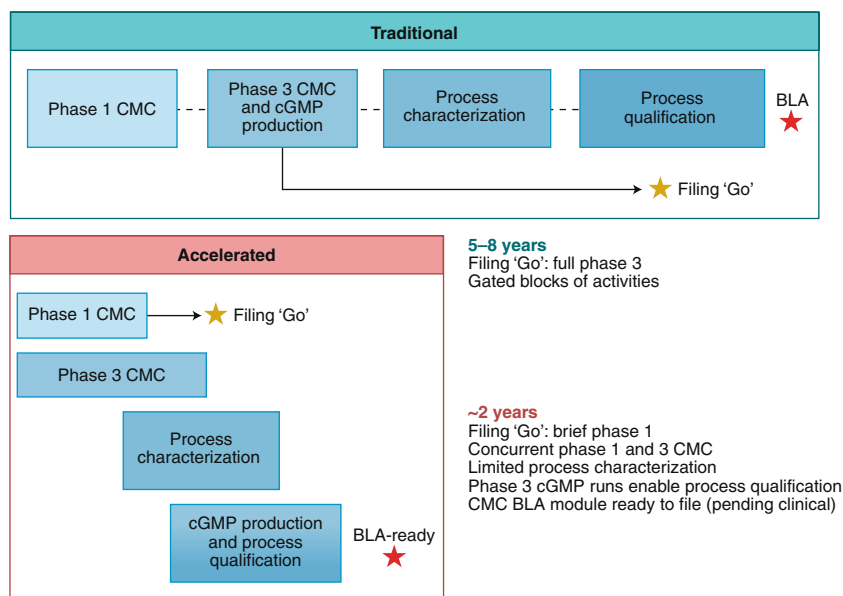 Traditional
Phase 1 CMC
Phase 3 CMC
and cGMP
production
Process
characterization
Process
qualification
BLA
Filing ‘Go’
Accelerated
Phase 1 CMC
Filing ‘Go’
Phase 3 CMC
Process
characterization
cGMP production
and process
qualification
BLA-ready
5–8 years
Filing ‘Go’: full phase 3
Gated blocks of activities
~2 years
Filing ‘Go’: brief phase 1
Concurrent phase 1 and 3 CMC
Limited process characterization
Phase 3 cGMP runs enable process qualification
CMC BLA module ready to file (pending clinical)